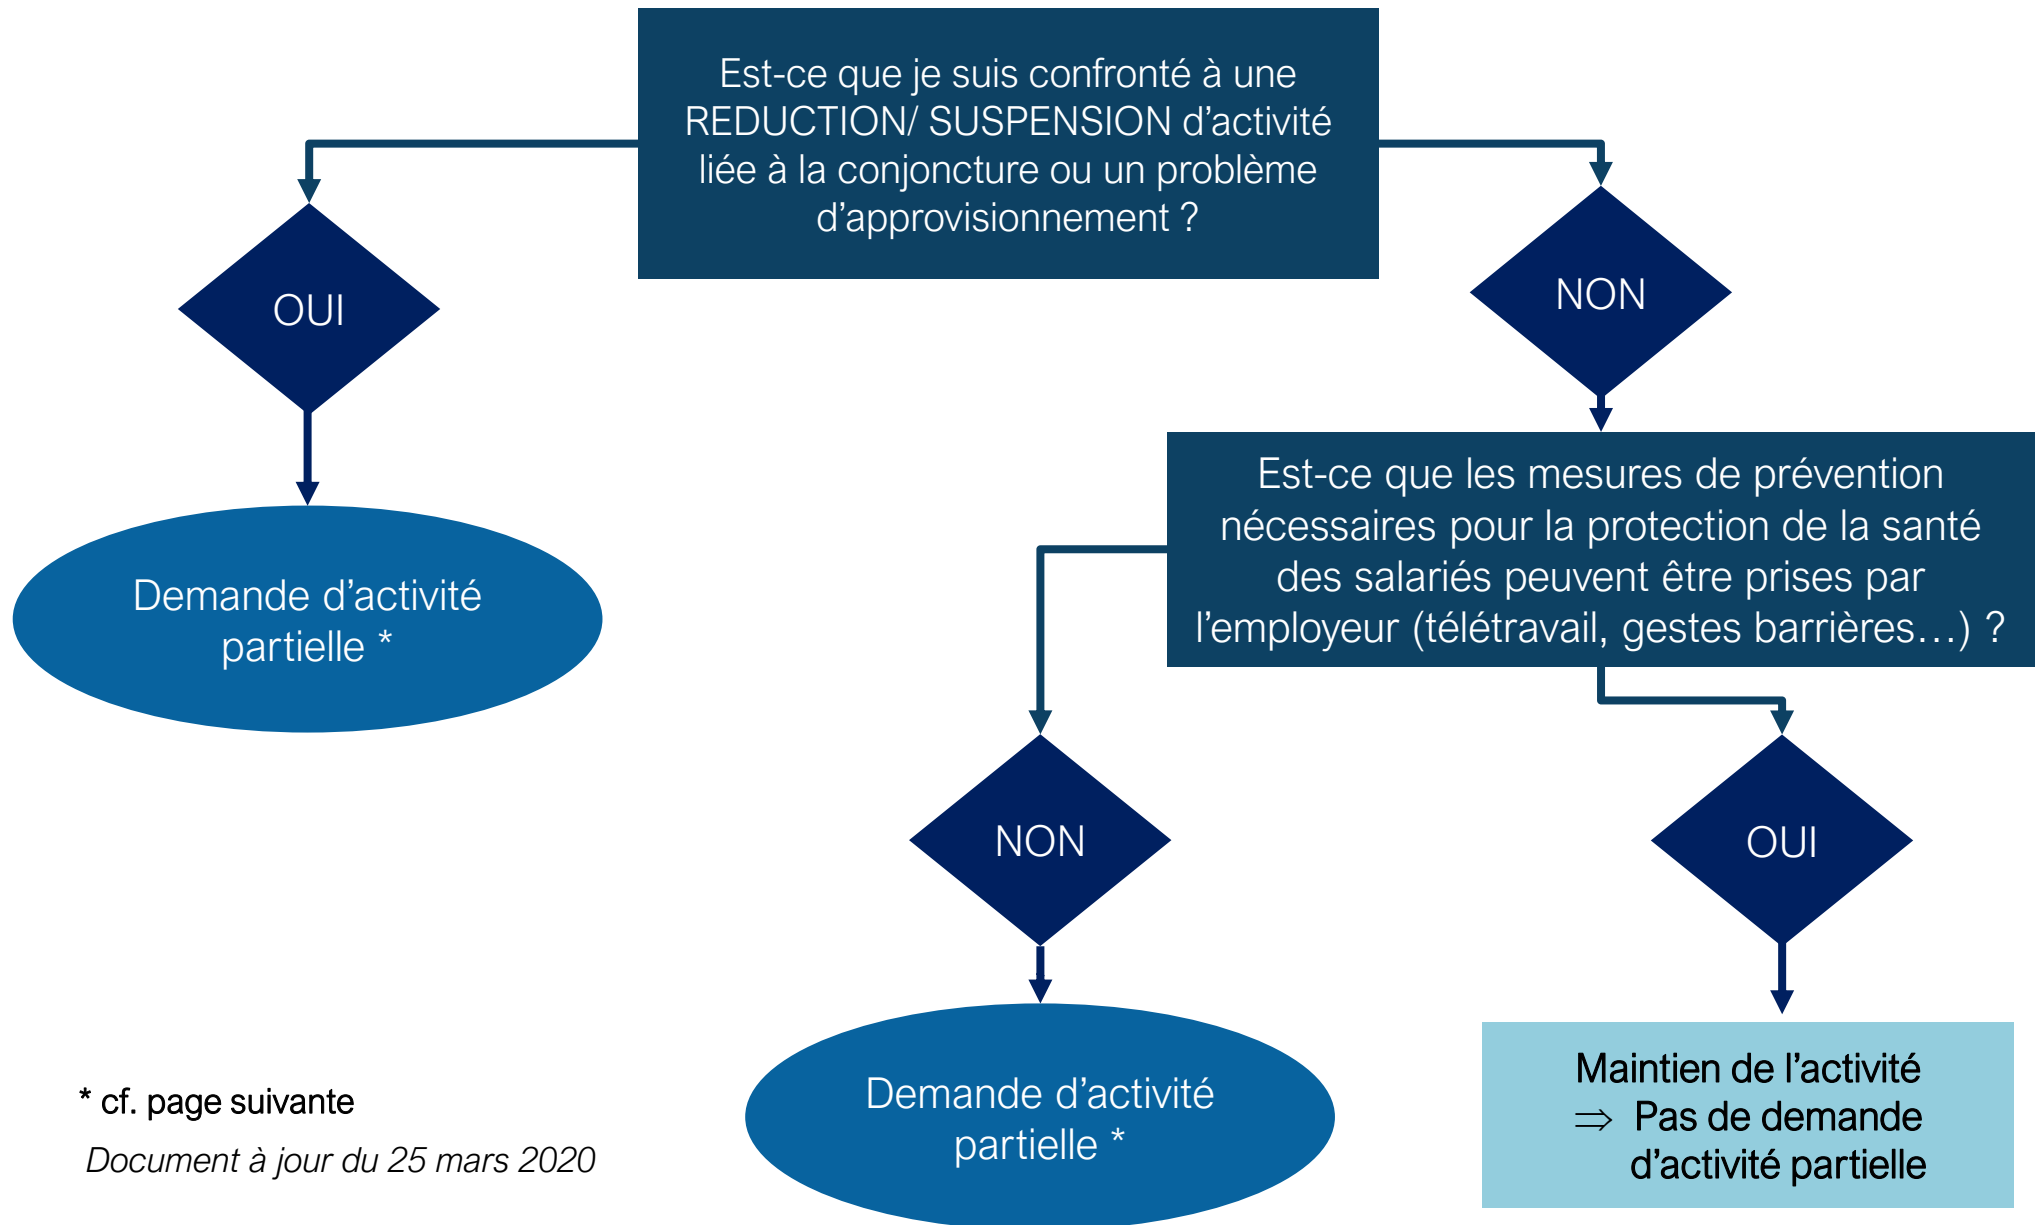 Est-ce que je suis confronté à une
REDUCTION/ SUSPENSION d’activité
liée à la conjoncture ou un problème
d’approvisionnement ?
OUI
NON
Demande d’activité
partielle *
Est-ce que les mesures de prévention
nécessaires pour la protection de la santé
des salariés peuvent être prises par
l’employeur (télétravail, gestes barrières…) ?
NON
OUI
Demande d’activité
partielle *
Maintien de l’activité
⇒ Pas de demande
d’activité partielle
* cf. page suivante
Document à jour du 25 mars 2020